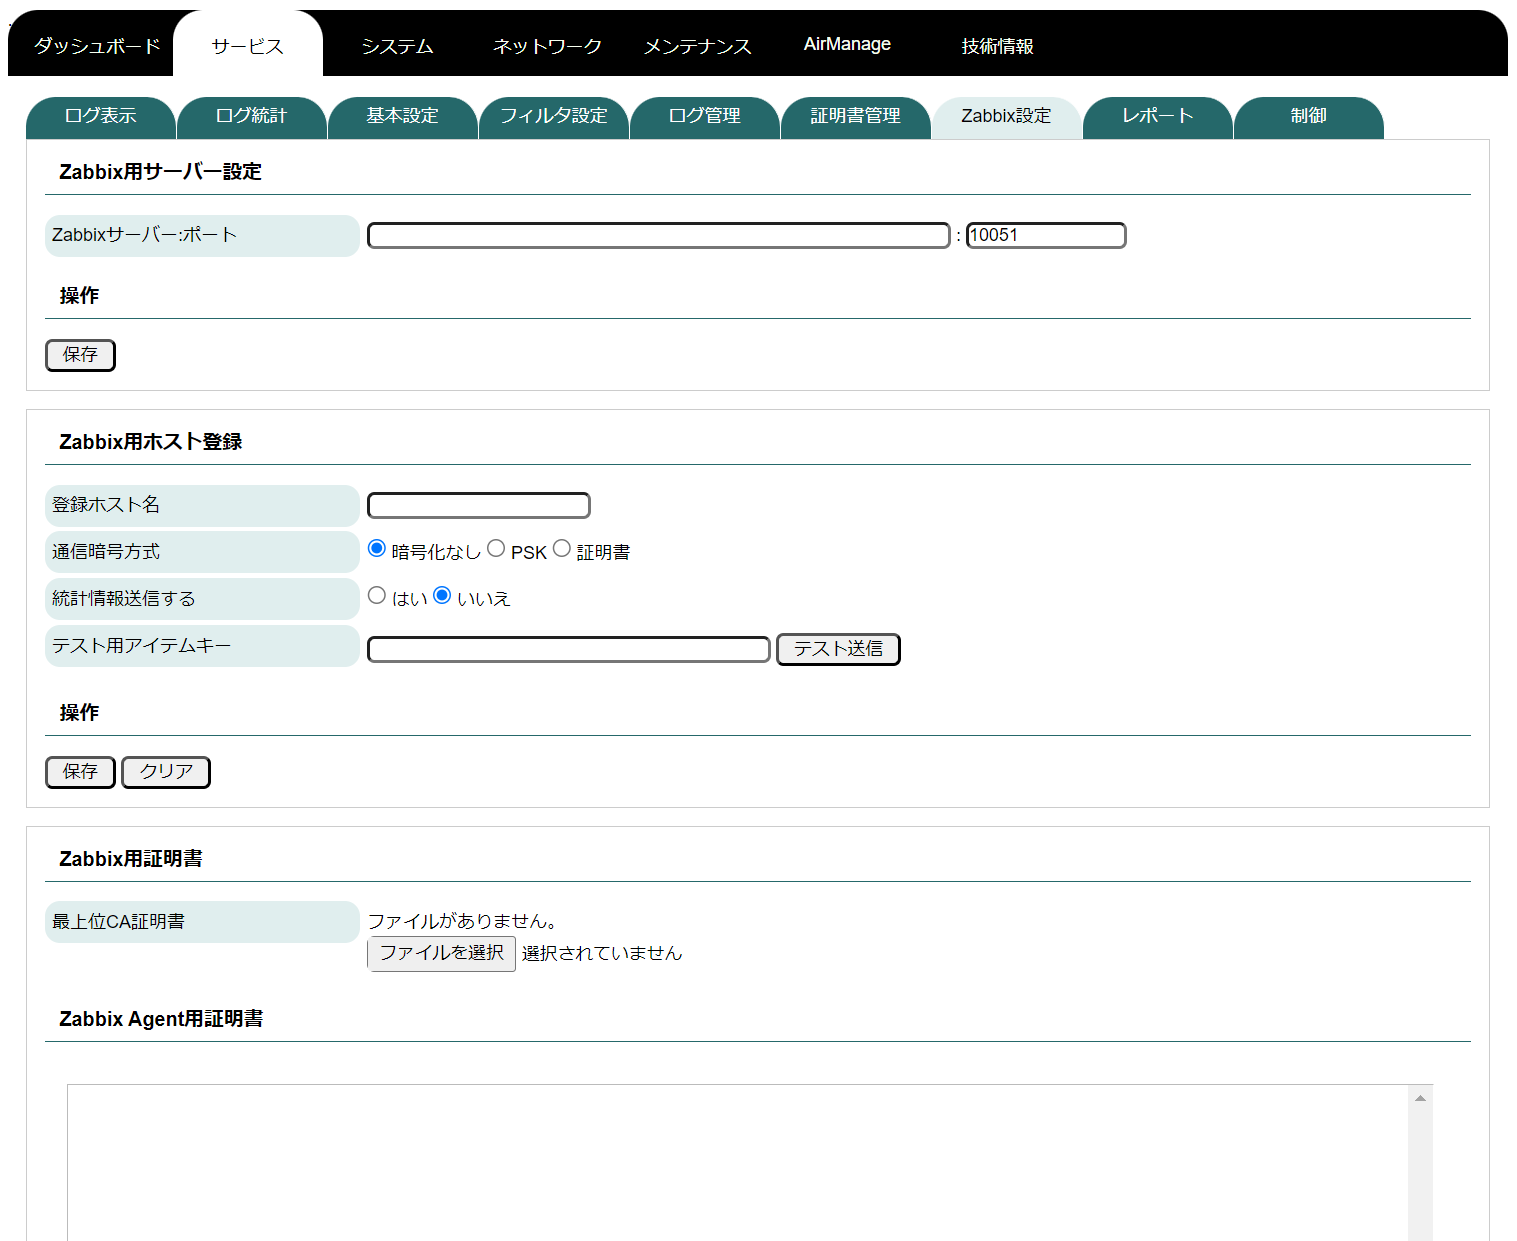 ダッシュボード サービス システム ネットワーク メンテナンス AirManage 技術情報
ログ表示 ログ統計 基本設定 フィルタ設定 ログ管理 証明書管理 Zabbix設定 レポート 制御
Zabbix用サーバー設定
Zabbixサーバー:ポート : 10051
操作
保存
Zabbix用ホスト登録
登録ホスト名
通信暗号方式 暗号化なし PSK 証明書
統計情報送信する はい いいえ
テスト用アイテムキー テスト送信
操作
保存 クリア
Zabbix用証明書
最上位CA証明書 ファイルがありません。
ファイルを選択 選択されていません
Zabbix Agent用証明書